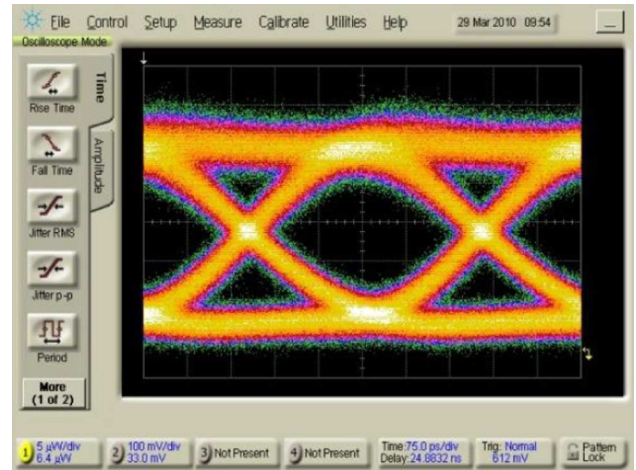 File Control Setup Measure Calibrate Utilities Help 29 Mar 2010 09:54
Oscilloscope Mode
Time
Amplitude
Rise Time
Fall Time
Jitter RMS
Jitter p-p
Period
More
(1 of 2)
1) 5 µW/div
6.4 µW
2) 100 mV/div
33.0 mV
3) Not Present
4) Not Present
Time:75.0 ps/div
Delay:24.8832 ns
Trig: Normal
612 mV
Pattern
Lock